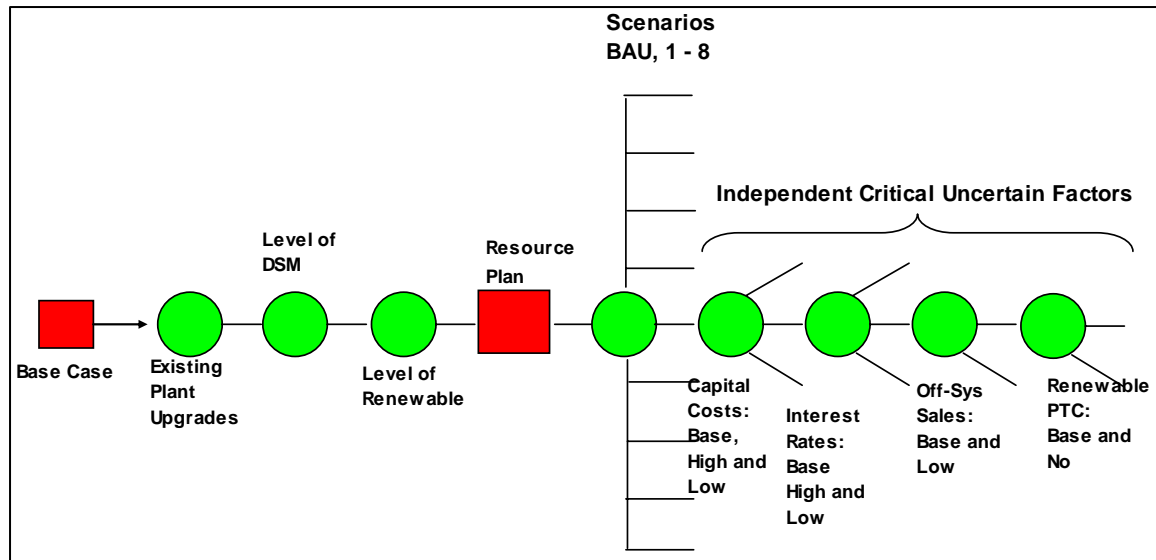 Scenarios
BAU, 1 - 8
Independent Critical Uncertain Factors
Level of
DSM
Resource
Plan
Base Case
Existing
Plant
Upgrades
Level of
Renewable
Capital
Costs:
Base,
High and
Low
Interest
Rates:
Base
High and
Low
Off-Sys
Sales:
Base and
Low
Renewable
PTC:
Base and
No